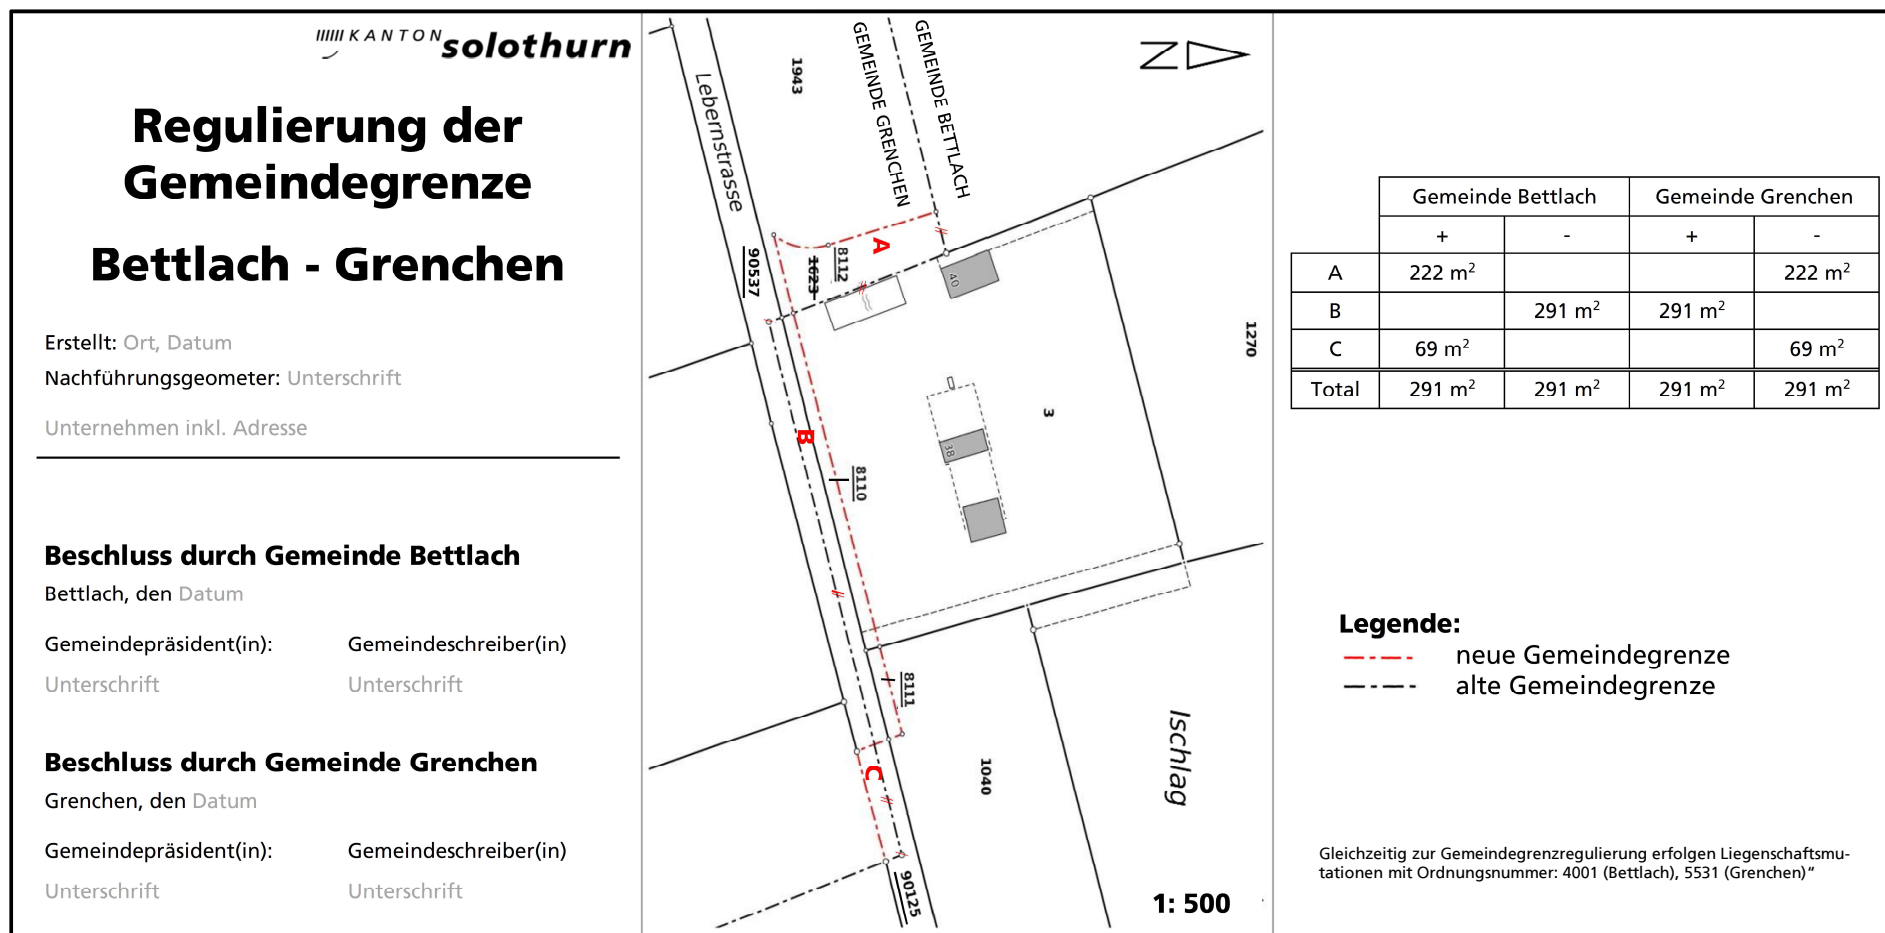 KANTON solothurn
Regulierung der
Gemeindegrenze
Bettlach - Grenchen
Erstellt: Ort, Datum
Nachführungsgeometer: Unterschrift
Unternehmen inkl. Adresse
Beschluss durch Gemeinde Bettlach
Bettlach, den Datum
Gemeindepräsident(in): Gemeindeschreiber(in)
Unterschrift Unterschrift
Beschluss durch Gemeinde Grenchen
Grenchen, den Datum
Gemeindepräsident(in): Gemeindeschreiber(in)
Unterschrift Unterschrift
Lebernstrasse
1943
GEMEINDE GRENCHEN
GEMEINDE BETTLACH
N
A
90537
1623
8112
40
1270
3
B
38
8110
8111
C
1040
Ischlag
90125
1: 500
Gemeinde Bettlach Gemeinde Grenchen
+ - + -
A 222 m² 222 m²
B 291 m² 291 m²
C 69 m² 69 m²
Total 291 m² 291 m² 291 m² 291 m²
Legende:
neue Gemeindegrenze
alte Gemeindegrenze
Gleichzeitig zur Gemeindegrenzregulierung erfolgen Liegenschaftsmu-
tationen mit Ordnungsnummer: 4001 (Bettlach), 5531 (Grenchen)“